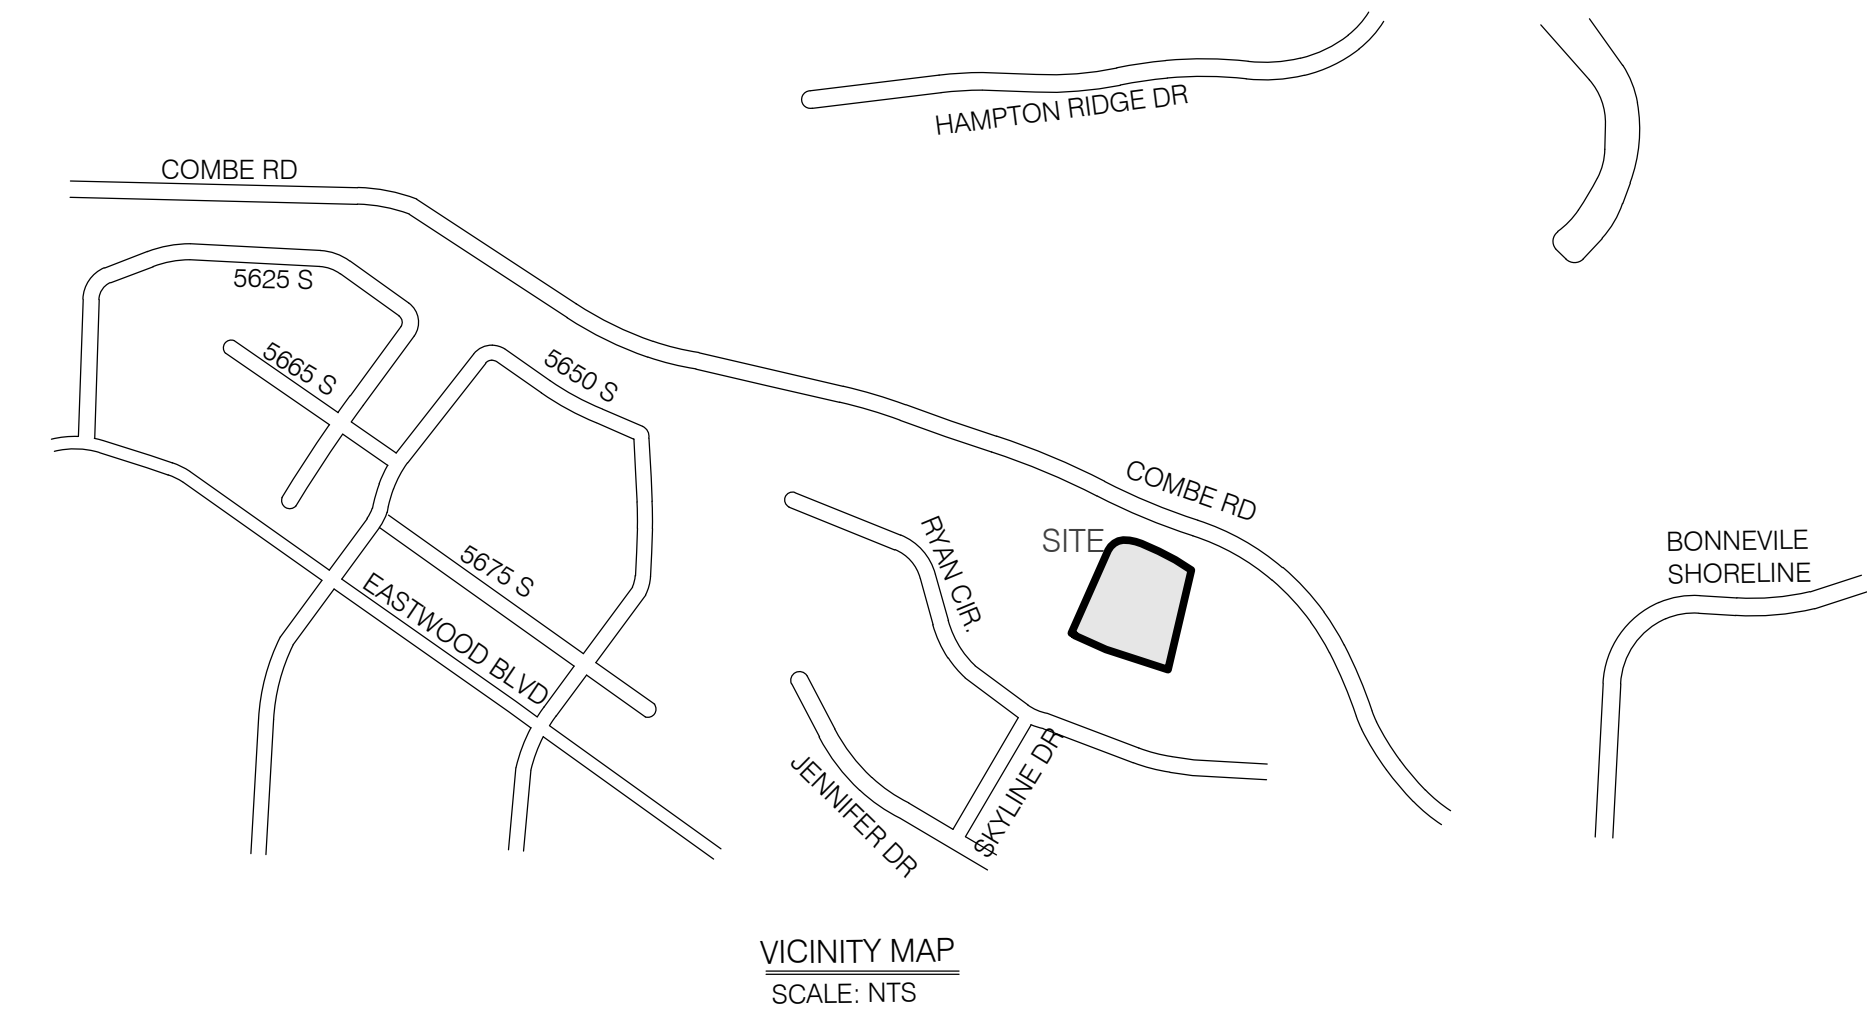 HAMPTON RIDGE DR
COMBE RD
5625 S
5665 S
5650 S
COMBE RD
SITE
RYAN CIR.
BONNEVILE
SHORELINE
5675 S
EASTWOOD BLVD
JENNIFER DR
SKYLINE DR
VICINITY MAP
SCALE: NTS